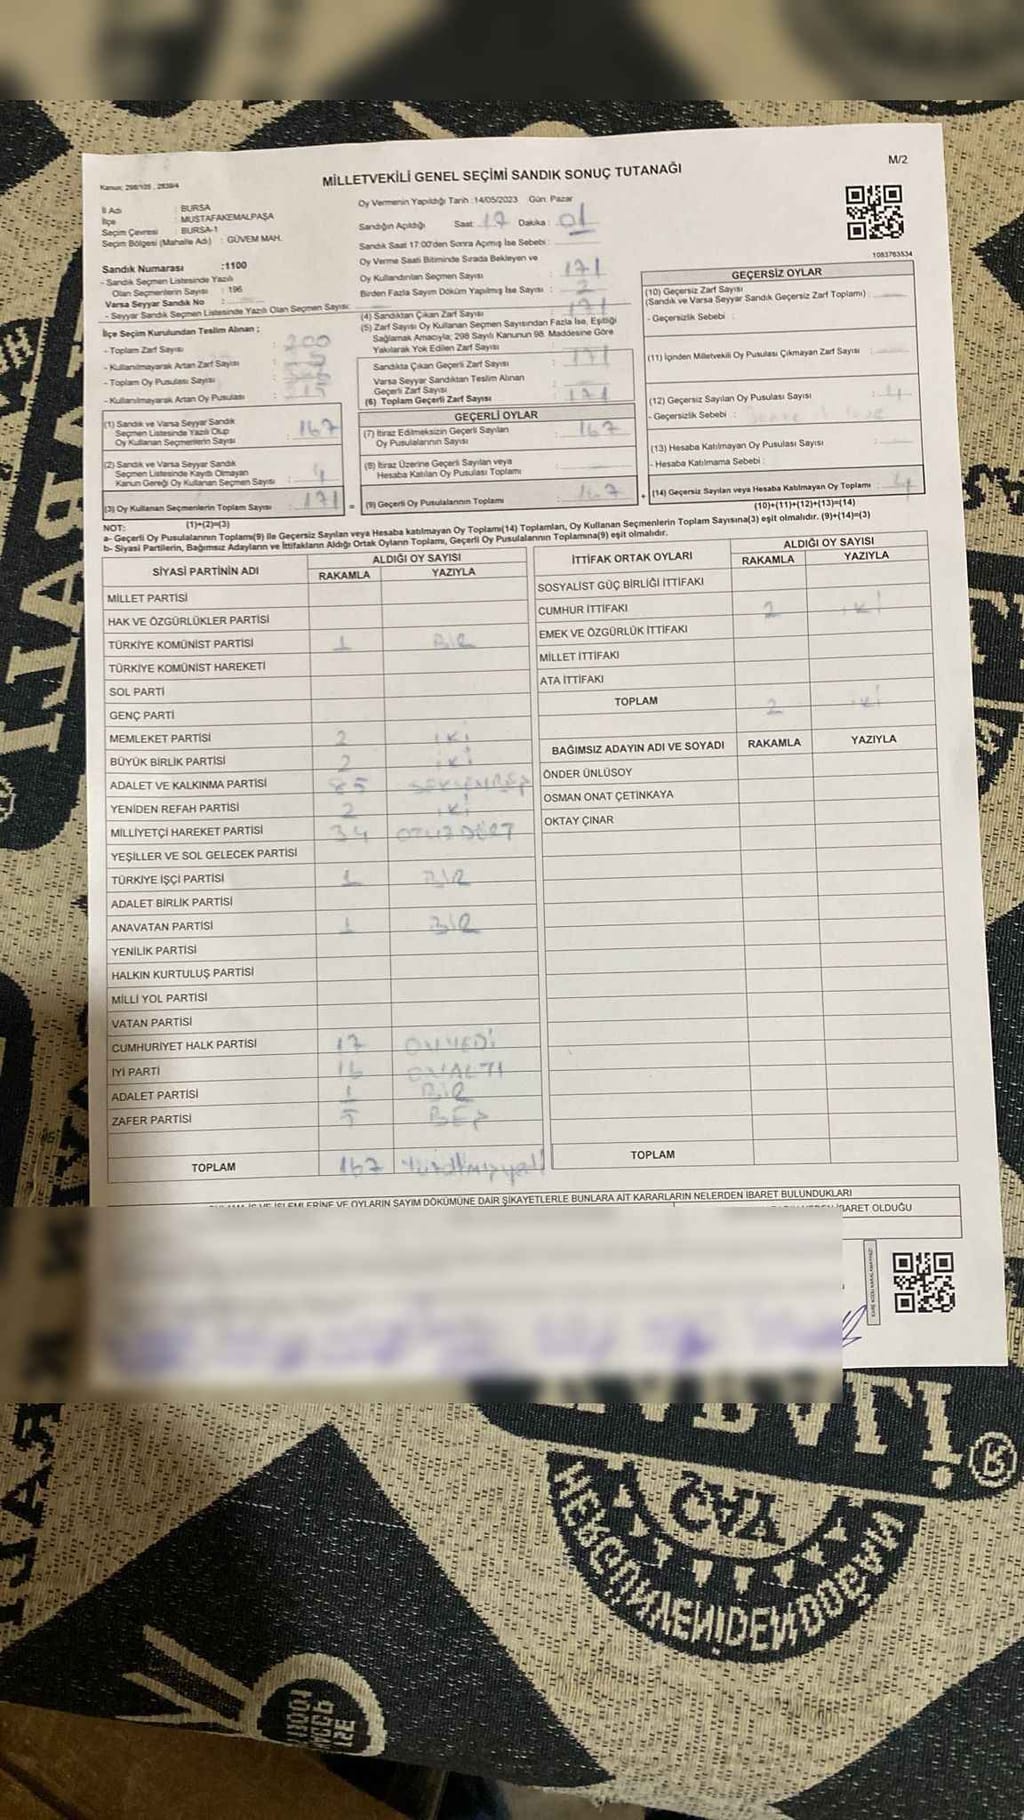 M/2
MİLLETVEKİLİ GENEL SEÇİMİ SANDIK SONUÇ TUTANAĞI
Kanun: 298/105 , 2839/4
İl Adı : BURSA
İlçe : MUSTAFAKEMALPAŞA
Seçim Çevresi : BURSA-1
Seçim Bölgesi (Mahalle Adı) : GÜVEM MAH.
Oy Vermenin Yapıldığı Tarih :14/05/2023 Gün: Pazar
Sandığın Açıldığı Saat: 17 Dakika : 01
Sandık Saat 17:00'den Sonra Açmış İse Sebebi :
Oy Verme Saati Bitiminde Sırada Bekleyen ve
Oy Kullandırılan Seçmen Sayısı : 171
Birden Fazla Sayım Döküm Yapılmış İse Sayısı : 2
1083763534
Sandık Numarası :1100
- Sandık Seçmen Listesinde Yazılı
Olan Seçmenlerin Sayısı : 196
Varsa Seyyar Sandık No :
- Seyyar Sandık Seçmen Listesinde Yazılı Olan Seçmen Sayısı:
İlçe Seçim Kurulundan Teslim Alınan ;
- Toplam Zarf Sayısı : 200
- Kullanılmayarak Artan Zarf Sayısı :
- Toplam Oy Pusulası Sayısı :
- Kullanılmayarak Artan Oy Pusulası : 15
(1) Sandık ve Varsa Seyyar Sandık
Seçmen Listesinde Yazılı Olup
Oy Kullanan Seçmenlerin Sayısı : 167
(2) Sandık ve Varsa Seyyar Sandık
Seçmen Listesinde Kayıtlı Olmayan
Kanun Gereği Oy Kullanan Seçmen Sayısı : 4
(3) Oy Kullanan Seçmenlerin Toplam Sayısı : 171
(1)+(2)=(3)
(4) Sandıktan Çıkan Zarf Sayısı : 171
(5) Zarf Sayısı Oy Kullanan Seçmen Sayısından Fazla İse, Eşitliği
Sağlamak Amacıyla; 298 Sayılı Kanunun 98. Maddesine Göre
Yakılarak Yok Edilen Zarf Sayısı :
Sandıkta Çıkan Geçerli Zarf Sayısı : 171
Varsa Seyyar Sandıktan Teslim Alınan
Geçerli Zarf Sayısı :
(6) Toplam Geçerli Zarf Sayısı : 171
GEÇERLİ OYLAR
(7) İtiraz Edilmeksizin Geçerli Sayılan
Oy Pusulalarının Sayısı : 167
(8) İtiraz Üzerine Geçerli Sayılan veya
Hesaba Katılan Oy Pusulası Toplamı :
= (9) Geçerli Oy Pusulalarının Toplamı : 167
GEÇERSİZ OYLAR
(10) Geçersiz Zarf Sayısı
(Sandık ve Varsa Seyyar Sandık Geçersiz Zarf Toplamı) :
- Geçersizlik Sebebi :
(11) İçinden Milletvekili Oy Pusulası Çıkmayan Zarf Sayısı :
(12) Geçersiz Sayılan Oy Pusulası Sayısı : 4
- Geçersizlik Sebebi :
(13) Hesaba Katılmayan Oy Pusulası Sayısı :
- Hesaba Katılmama Sebebi :
+ (14) Geçersiz Sayılan veya Hesaba Katılmayan Oy Toplamı : 4
(10)+(11)+(12)+(13)=(14)
NOT:
a- Geçerli Oy Pusulalarının Toplamı(9) ile Geçersiz Sayılan veya Hesaba katılmayan Oy Toplamı(14) Toplamları, Oy Kullanan Seçmenlerin Toplam Sayısına(3) eşit olmalıdır. (9)+(14)=(3)
b- Siyasi Partilerin, Bağımsız Adayların ve İttifakların Aldığı Ortak Oyların Toplamı, Geçerli Oy Pusulalarının Toplamına(9) eşit olmalıdır.
SİYASİ PARTİNİN ADI ALDIĞI OY SAYISI
RAKAMLA YAZIYLA
MİLLET PARTİSİ
HAK VE ÖZGÜRLÜKLER PARTİSİ
TÜRKİYE KOMÜNİST PARTİSİ 1 BİR
TÜRKİYE KOMÜNİST HAREKETİ
SOL PARTİ
GENÇ PARTİ
MEMLEKET PARTİSİ 2 İKİ
BÜYÜK BİRLİK PARTİSİ 2 İKİ
ADALET VE KALKINMA PARTİSİ 85 SEKSENBEŞ
YENİDEN REFAH PARTİSİ 2 İKİ
MİLLİYETÇİ HAREKET PARTİSİ 34 OTUZDÖRT
YEŞİLLER VE SOL GELECEK PARTİSİ
TÜRKİYE İŞÇİ PARTİSİ 1 BİR
ADALET BİRLİK PARTİSİ
ANAVATAN PARTİSİ 1 BİR
YENİLİK PARTİSİ
HALKIN KURTULUŞ PARTİSİ
MİLLİ YOL PARTİSİ
VATAN PARTİSİ
CUMHURİYET HALK PARTİSİ 17 ONYEDİ
İYİ PARTİ 16 ONALTI
ADALET PARTİSİ 1 BİR
ZAFER PARTİSİ 5 BEŞ
TOPLAM 167 Yüzaltmışyedi
İTTİFAK ORTAK OYLARI ALDIĞI OY SAYISI
RAKAMLA YAZIYLA
SOSYALİST GÜÇ BİRLİĞİ İTTİFAKI
CUMHUR İTTİFAKI 2 İKİ
EMEK VE ÖZGÜRLÜK İTTİFAKI
MİLLET İTTİFAKI
ATA İTTİFAKI
TOPLAM 2 İKİ
BAĞIMSIZ ADAYIN ADI VE SOYADI RAKAMLA YAZIYLA
ÖNDER ÜNLÜSOY
OSMAN ONAT ÇETİNKAYA
OKTAY ÇINAR
TOPLAM
İŞLEMLERİNE VE OYLARIN SAYIM DÖKÜMÜNE DAİR ŞİKAYETLERLE BUNLARA AİT KARARLARIN NELERDEN İBARET BULUNDUKLARI
İBARET OLDUĞU
HERGÜNYENİDENDOĞAR